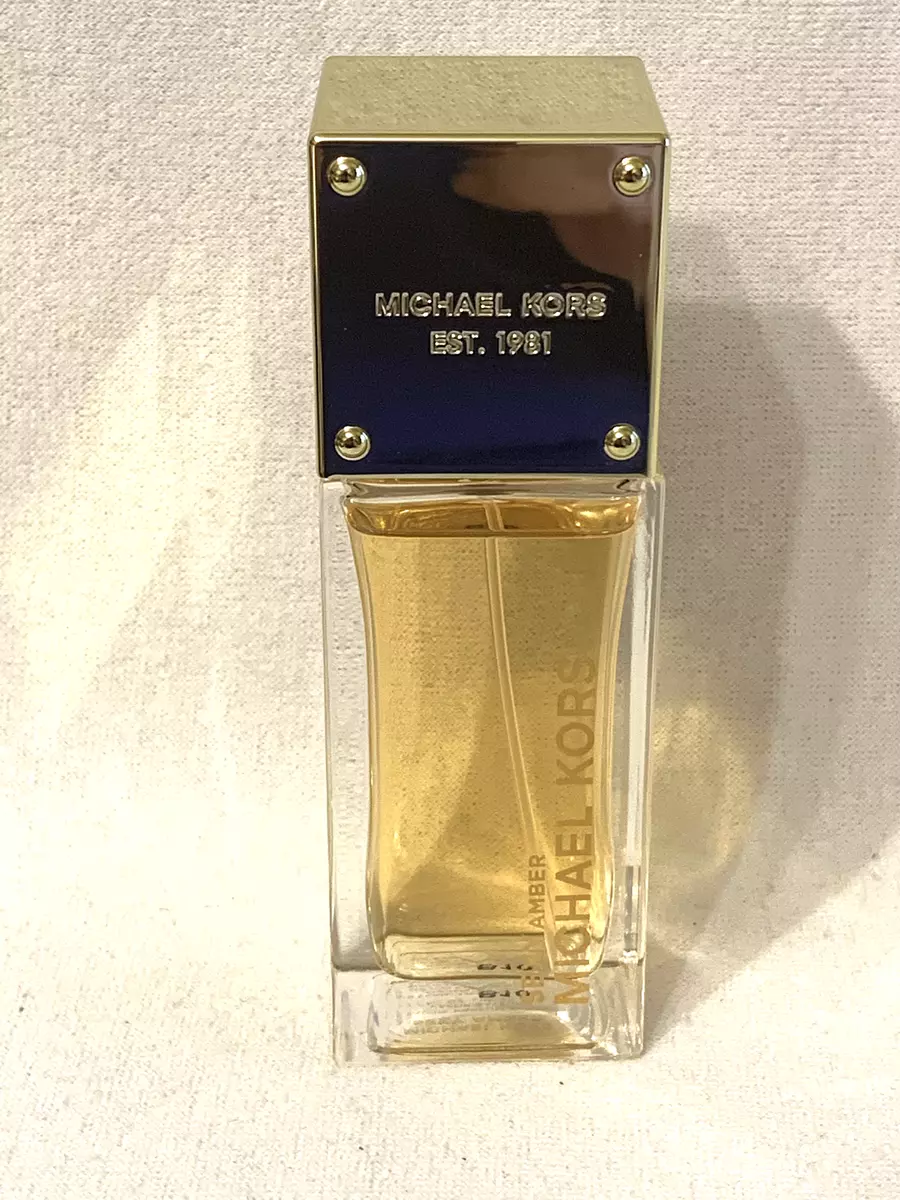 MICHAEL KORS
EST. 1981
AMBER
MICHAEL KORS